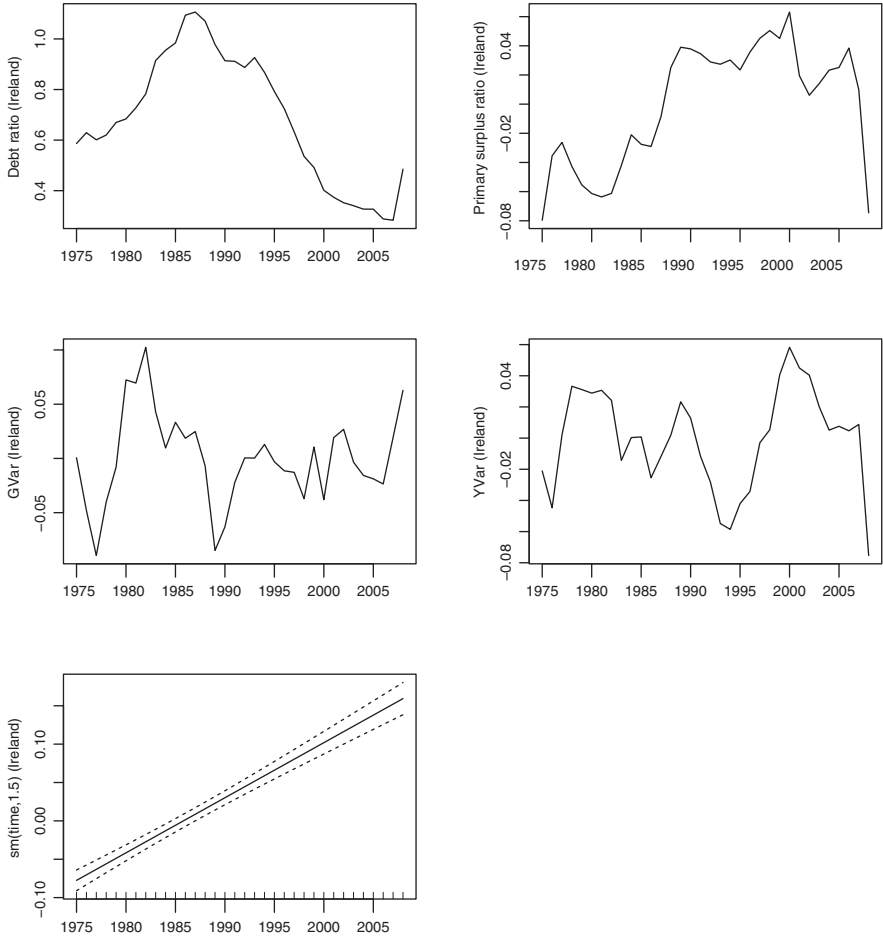 Debt ratio (Ireland)
1.0
0.8
0.6
0.4
1975 1980 1985 1990 1995 2000 2005
Primary surplus ratio (Ireland)
0.04
−0.02
−0.08
1975 1980 1985 1990 1995 2000 2005
GVar (Ireland)
0.05
−0.05
1975 1980 1985 1990 1995 2000 2005
YVar (Ireland)
0.04
−0.02
−0.08
1975 1980 1985 1990 1995 2000 2005
sm(time,1.5) (Ireland)
0.10
0.00
−0.10
1975 1980 1985 1990 1995 2000 2005